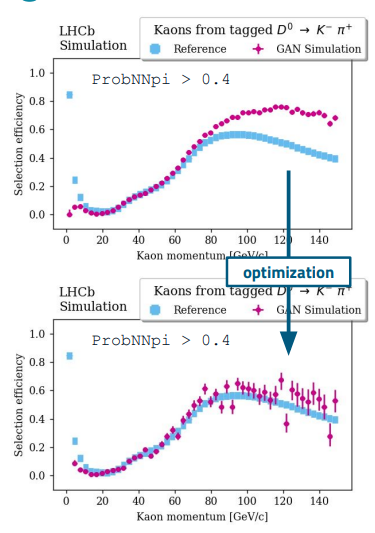 LHCb
Simulation
Kaons from tagged D⁰ → K⁻ π⁺
Reference
GAN Simulation
ProbNNpi > 0.4
Selection efficiency
1.0
0.8
0.6
0.4
0.2
0.0
0 20 40 60 80 100 120 140
Kaon momentum [GeV/c]
optimization
LHCb
Simulation
Kaons from tagged D⁰ → K⁻ π⁺
Reference
GAN Simulation
ProbNNpi > 0.4
Selection efficiency
1.0
0.8
0.6
0.4
0.2
0.0
0 20 40 60 80 100 120 140
Kaon momentum [GeV/c]